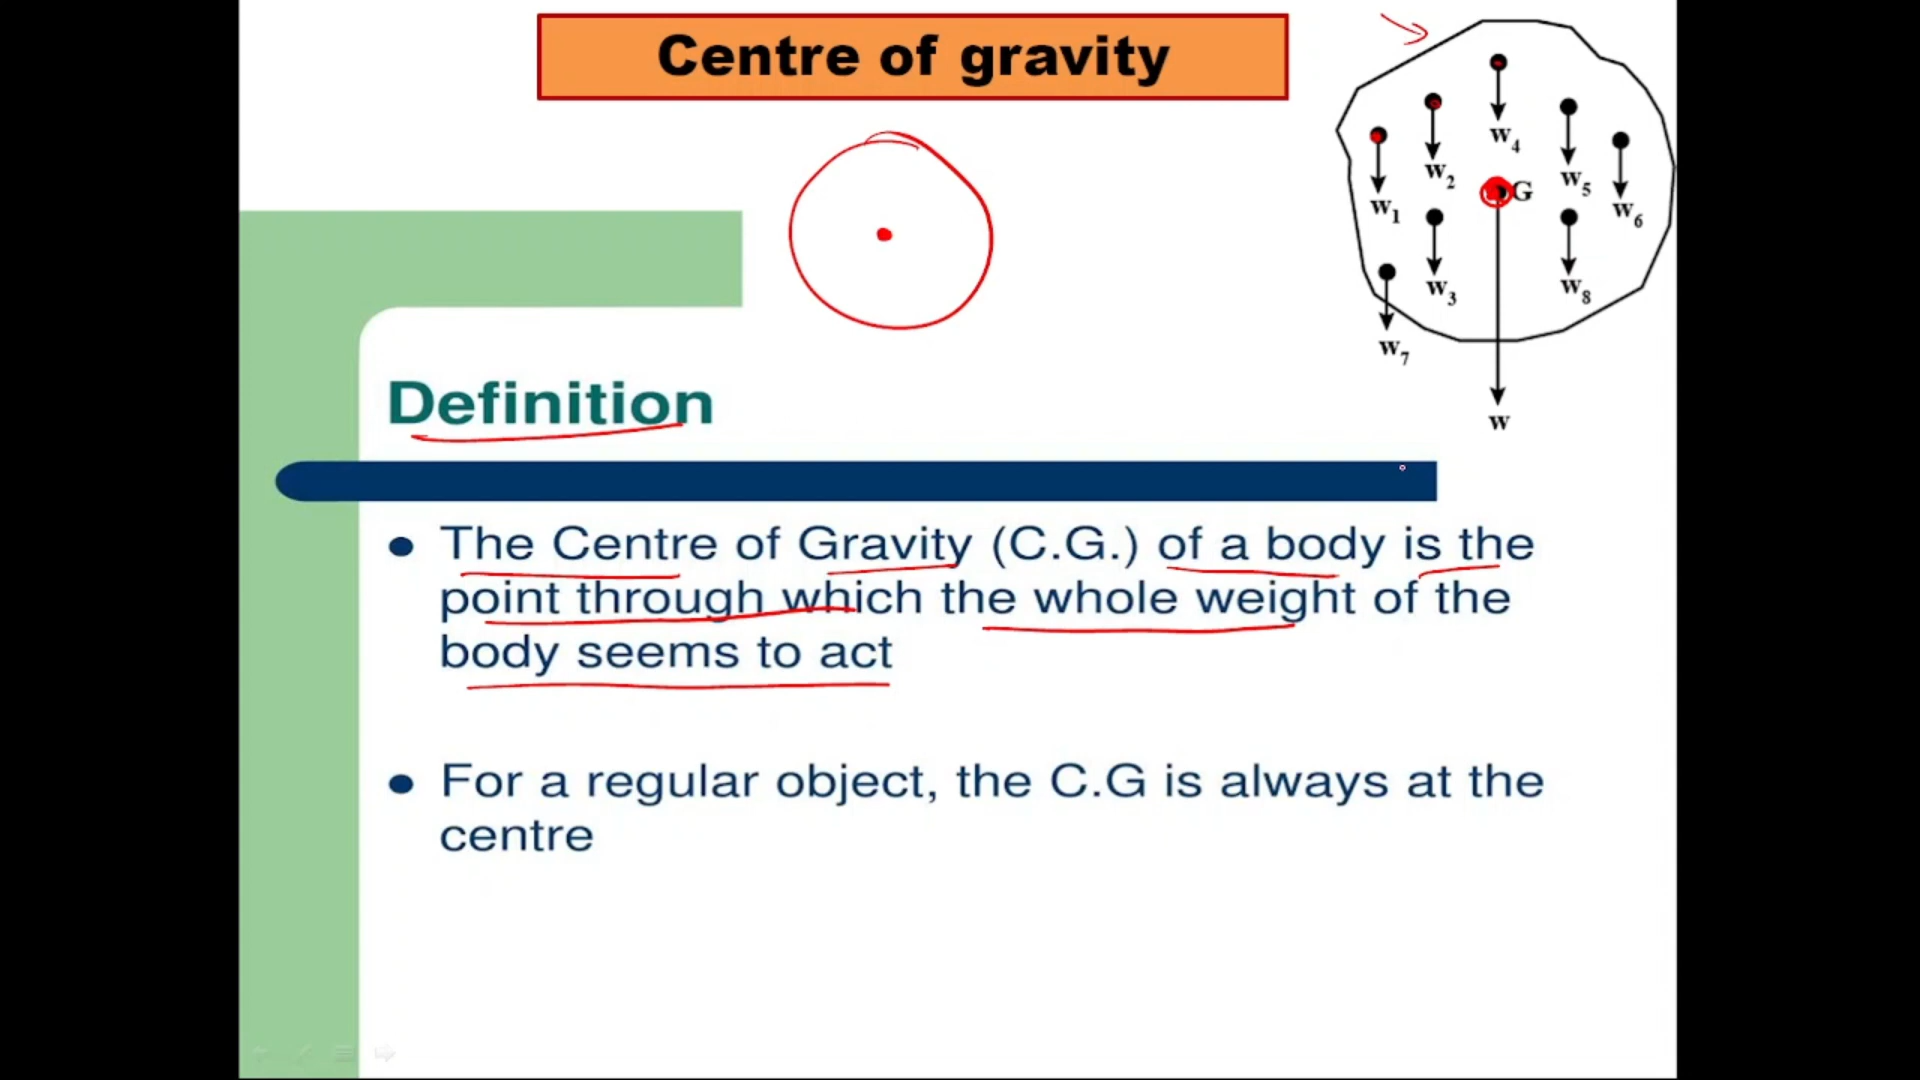 Centre of gravity
w4
w2
w5
G
w1
w6
w3
w8
w7
w
Definition
• The Centre of Gravity (C.G.) of a body is the
point through which the whole weight of the
body seems to act
• For a regular object, the C.G is always at the
centre